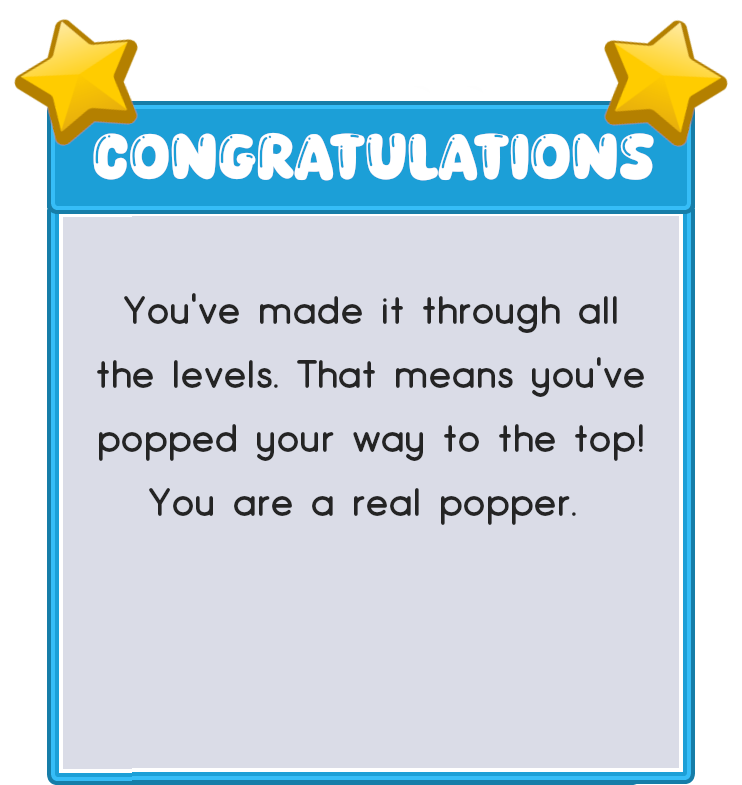 CONGRATULATIONS
You've made it through all
the levels. That means you've
popped your way to the top!
You are a real popper.